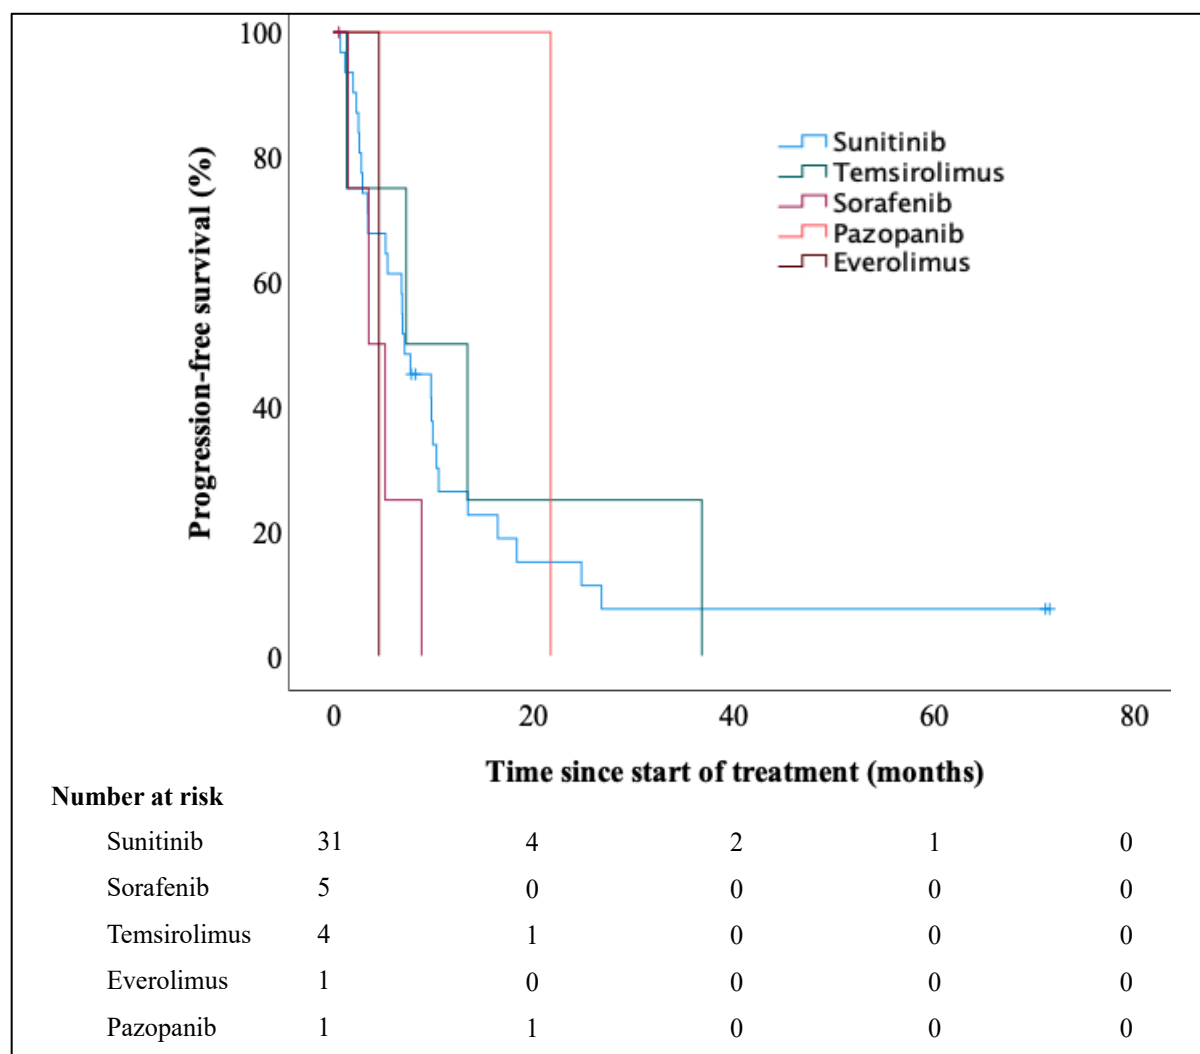 100
80
60
40
20
0
Progression-free survival (%)
Sunitinib
Temsirolimus
Sorafenib
Pazopanib
Everolimus
0 20 40 60 80
Time since start of treatment (months)
Number at risk
Sunitinib 31 4 2 1 0
Sorafenib 5 0 0 0 0
Temsirolimus 4 1 0 0 0
Everolimus 1 0 0 0 0
Pazopanib 1 1 0 0 0